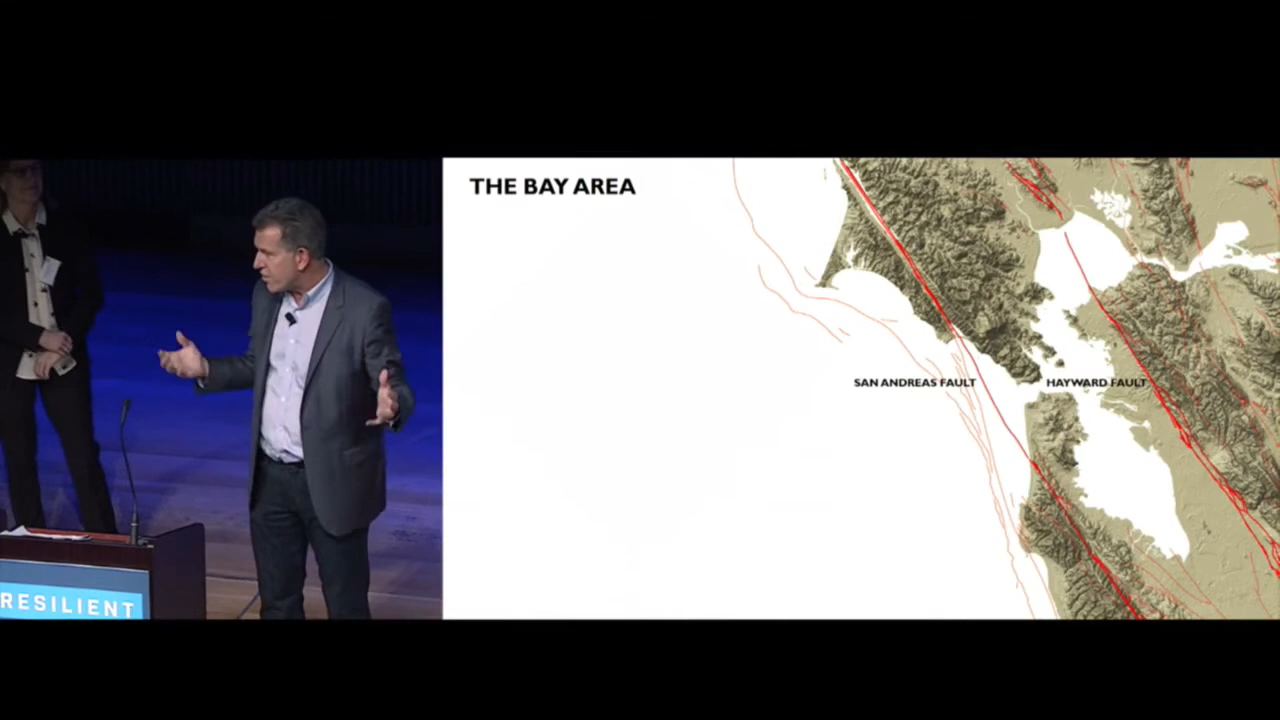 THE BAY AREA
SAN ANDREAS FAULT
HAYWARD FAULT
RESILIENT